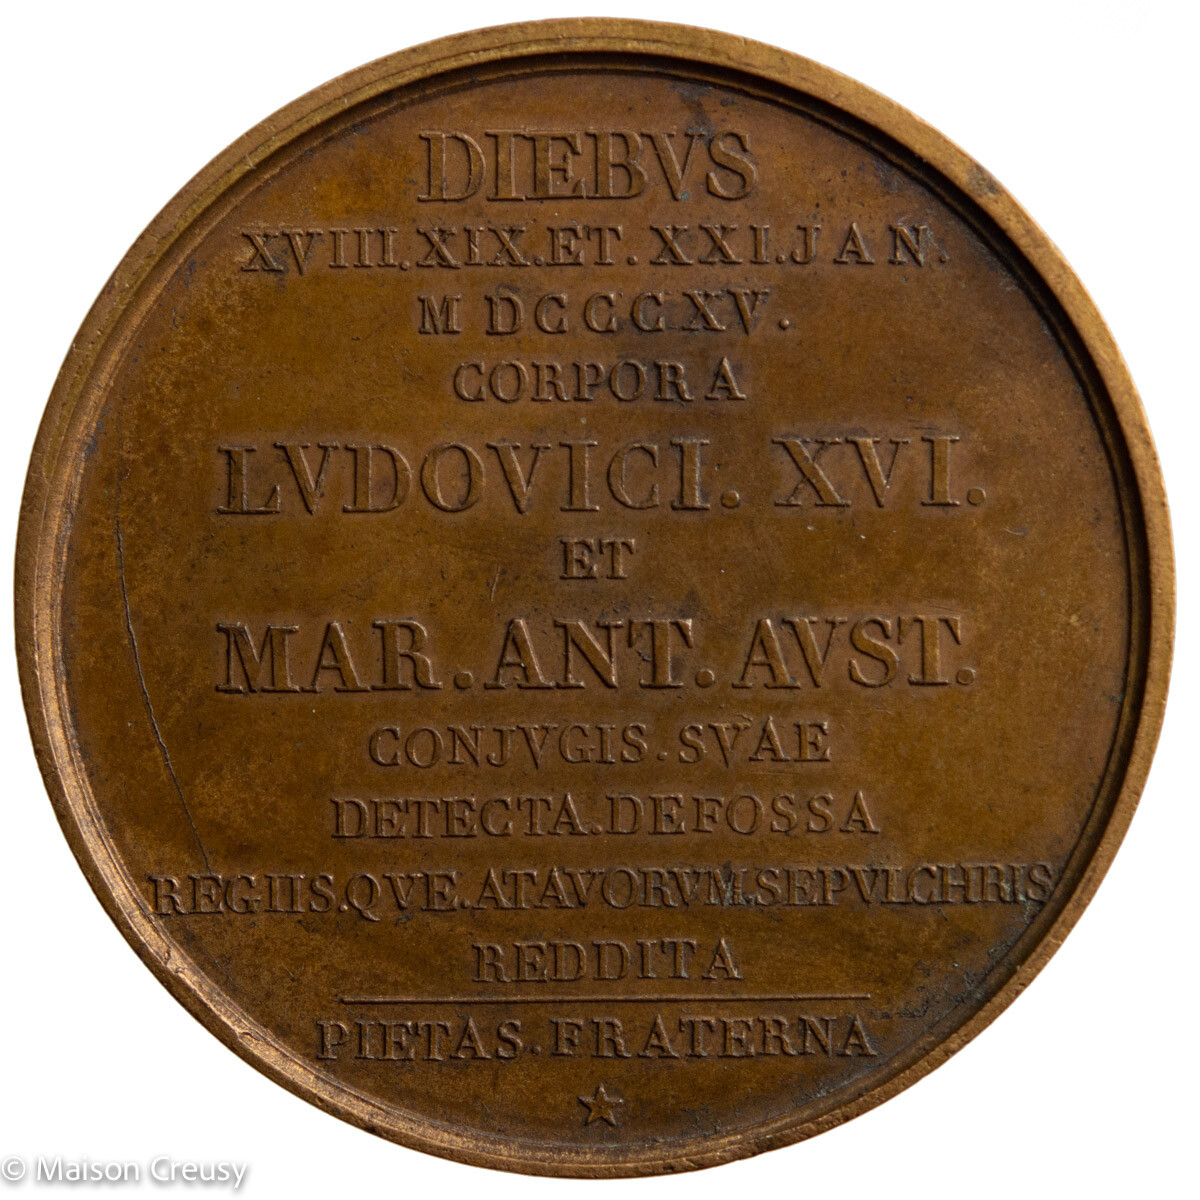 DIEBVS
XVIII.XIX.ET.XXI.JAN.
MDCCCXV.
CORPORA
LVDOVICI. XVI.
ET
MAR.ANT.AVST.
CONJVGIS.SVAE
DETECTA.DEFOSSA
REGIIS.QVE.ATAVORVM.SEPVLCHRIS
REDDITA
PIETAS.FRATERNA
© Maison Creusy